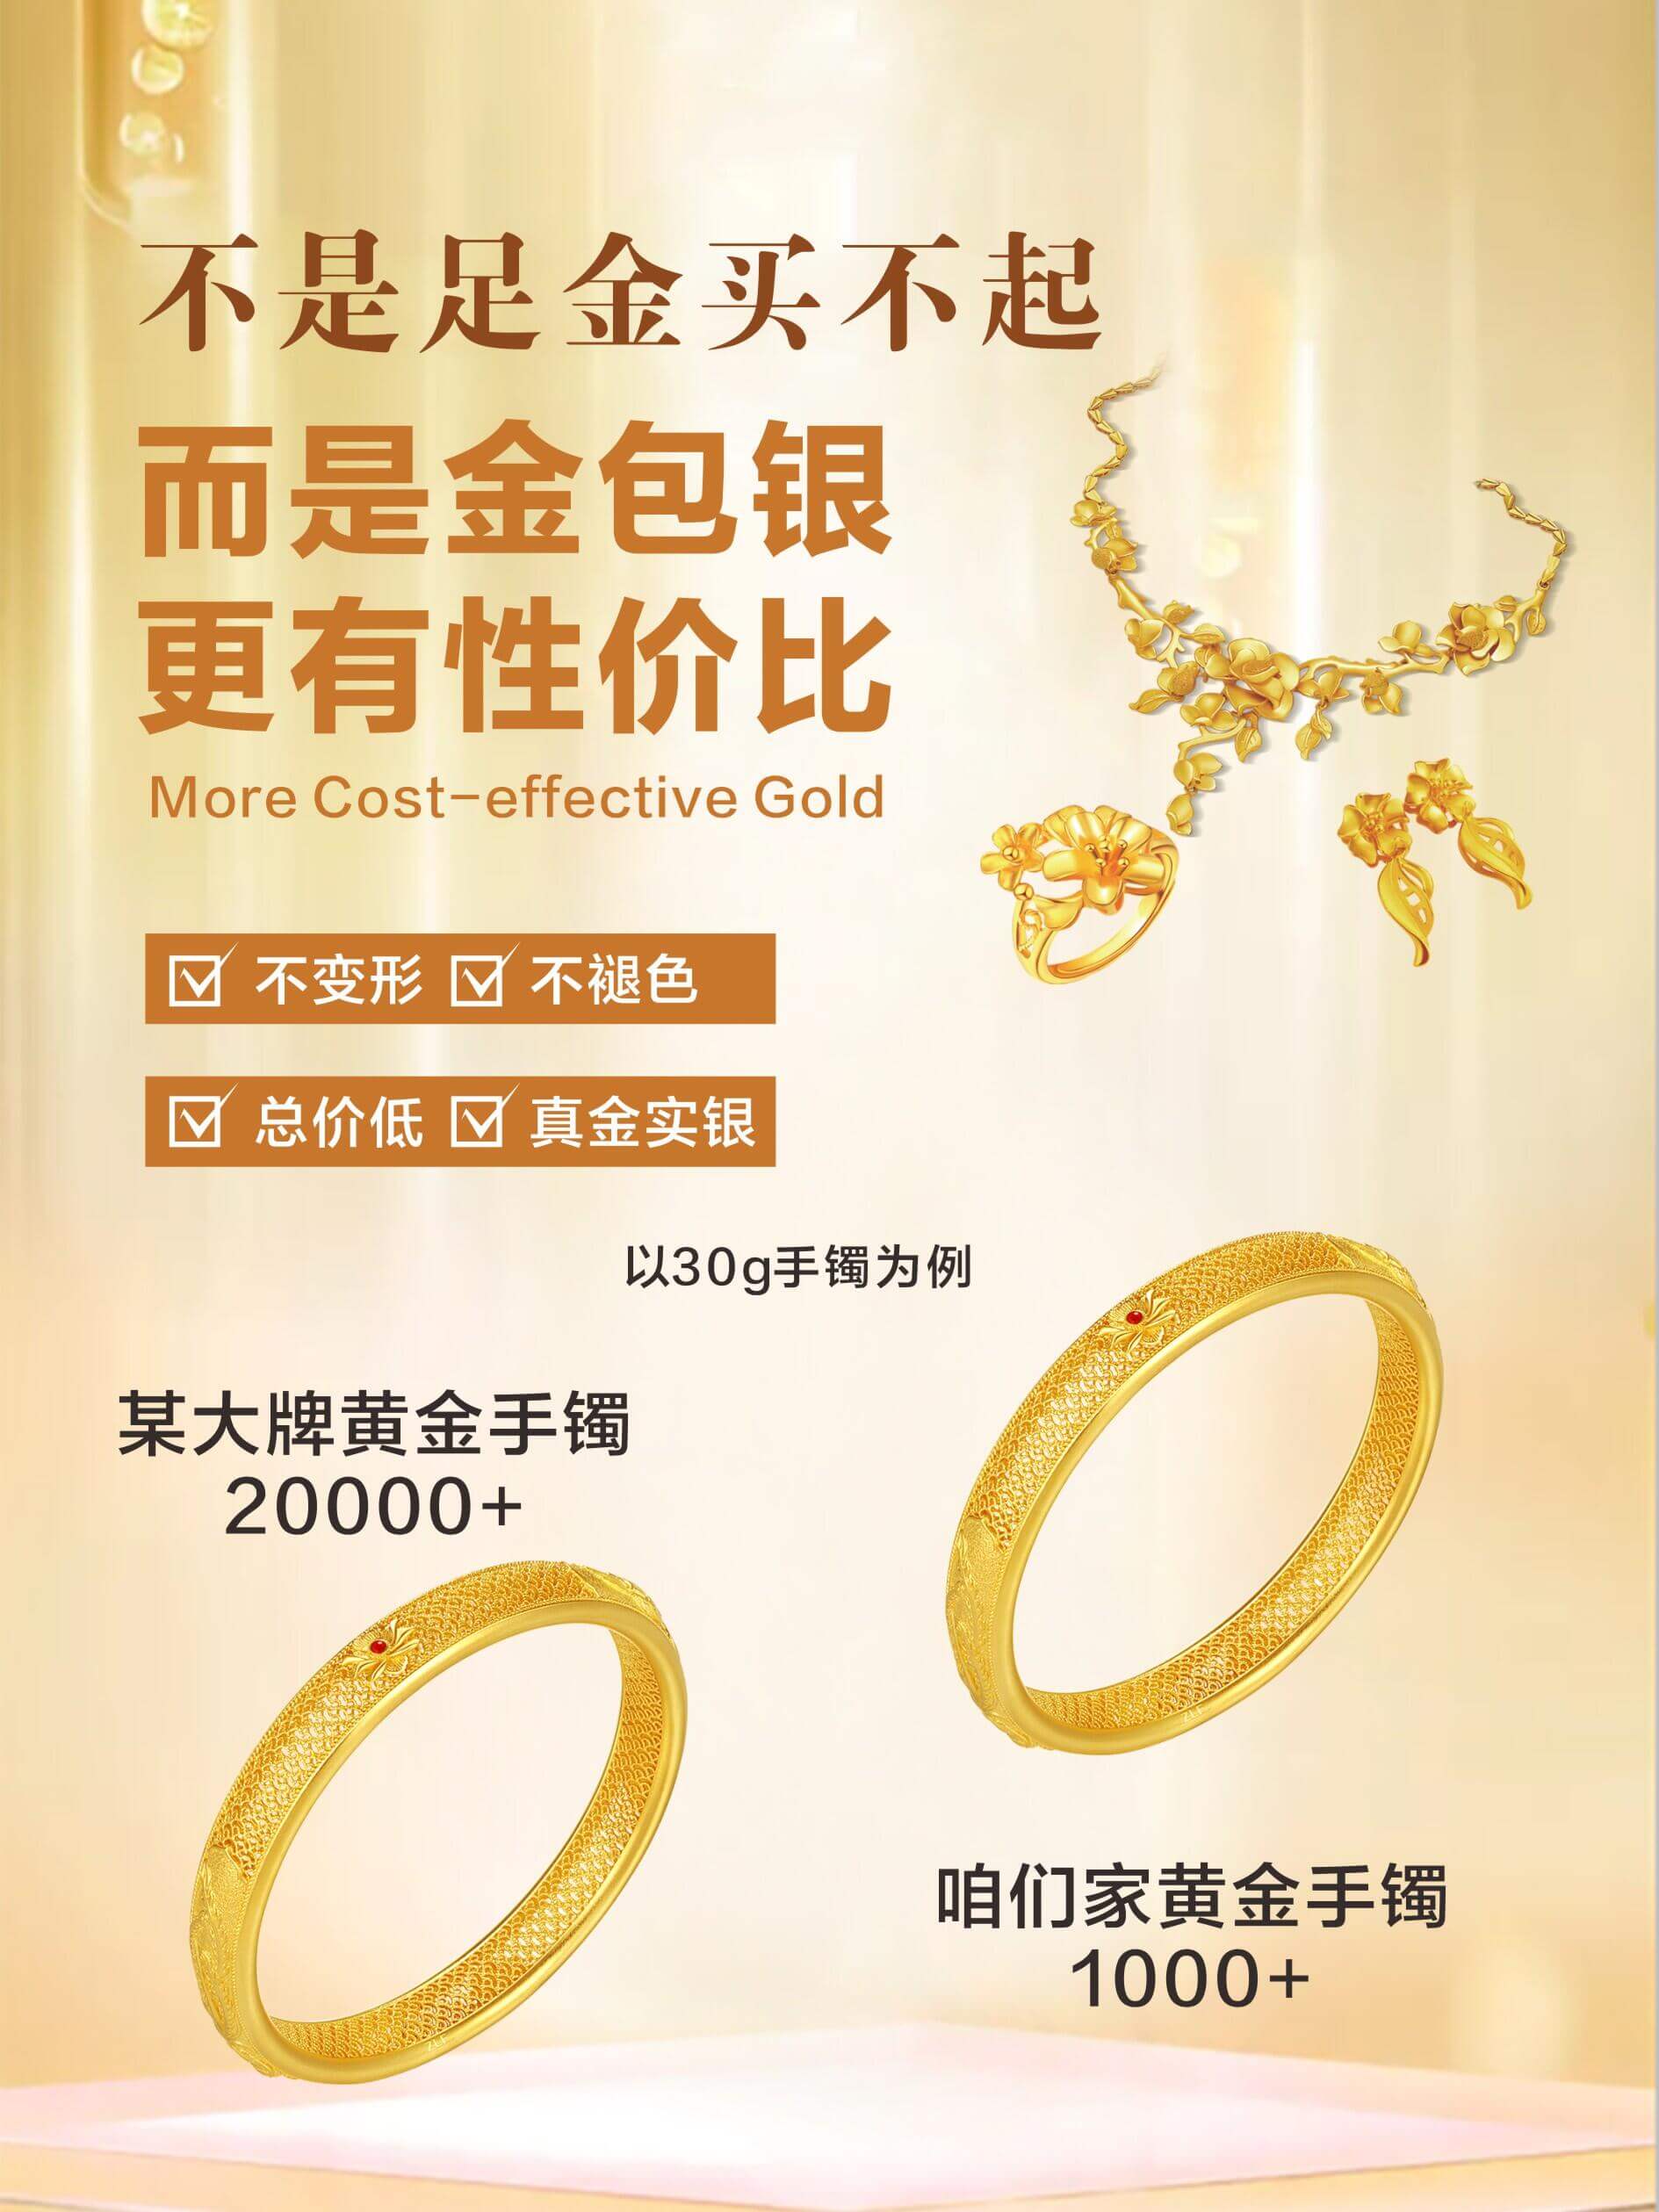 不是足金买不起
而是金包银
更有性价比
More Cost-effective Gold
不变形 不褪色
总价低 真金实银
以30g手镯为例
某大牌黄金手镯
20000+
咱们家黄金手镯
1000+